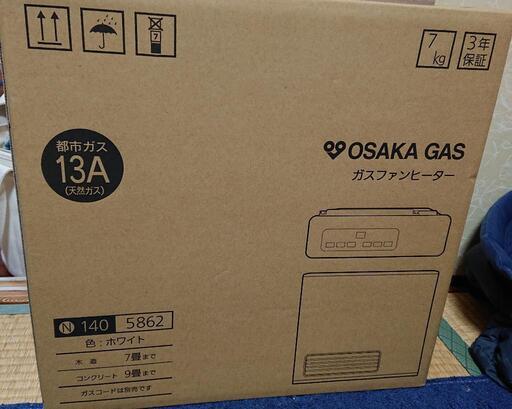 7
7
kg
3年
保証
都市ガス
13A
(天然ガス)
OSAKA GAS
ガスファンヒーター
N 140 5862
色：ホワイト
木造 7畳まで
コンクリート 9畳まで
ガスコードは別売です